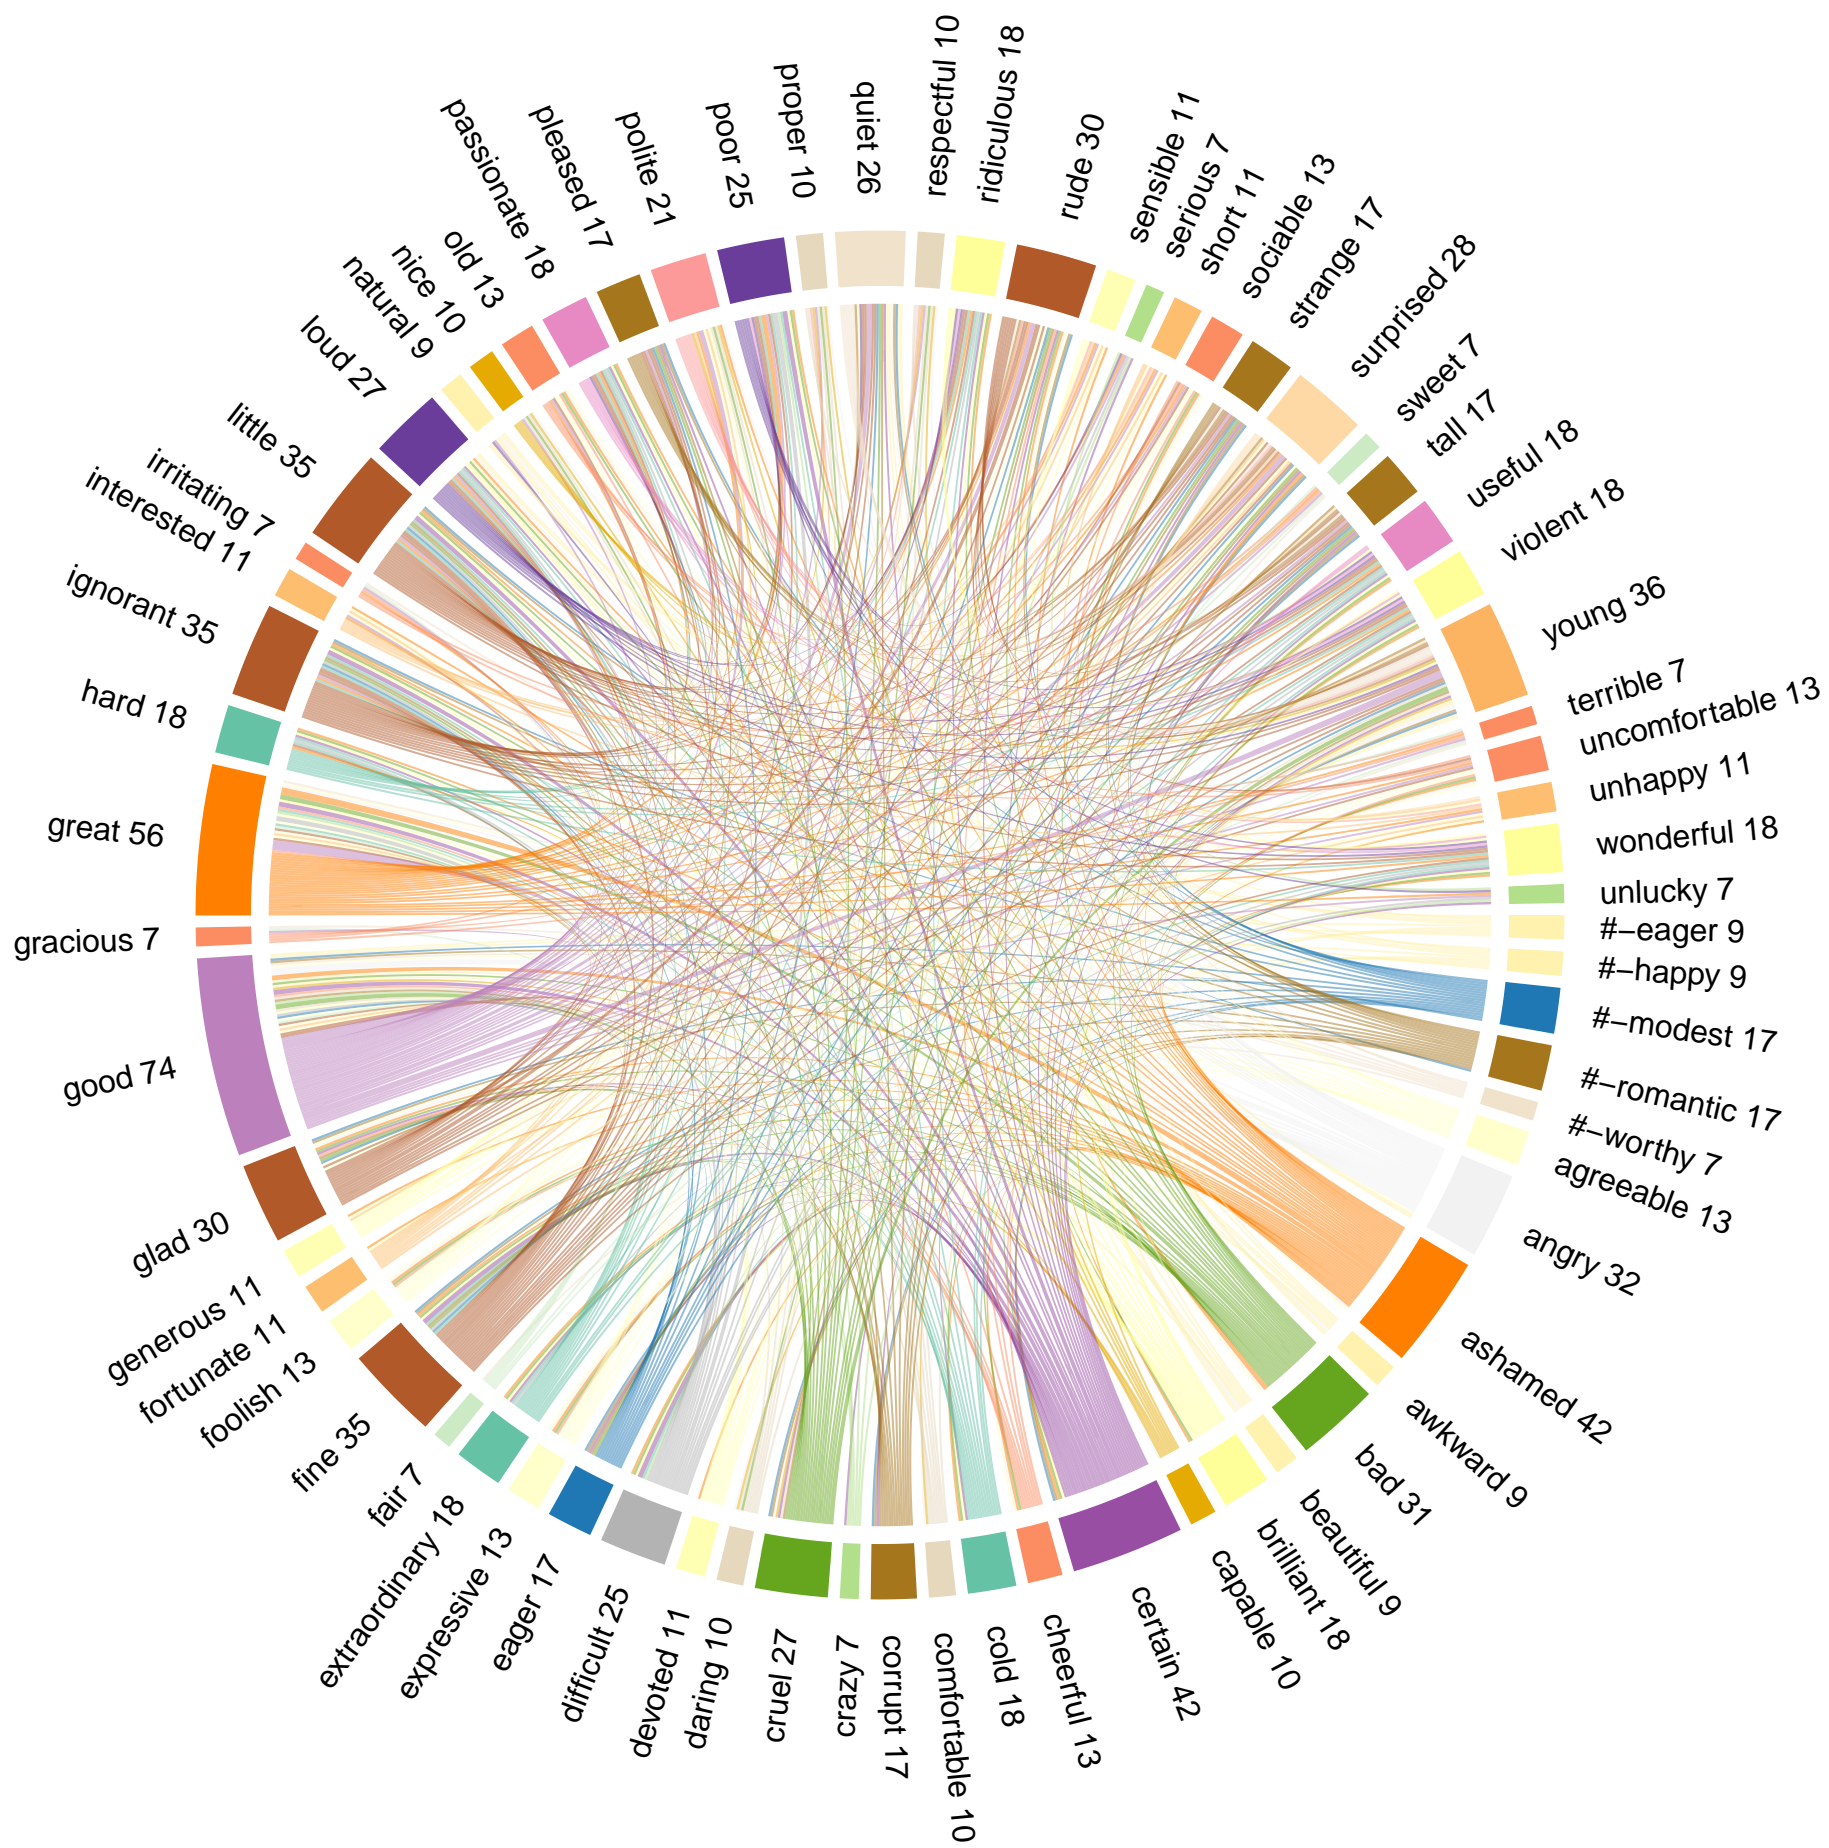 respectful 10
ridiculous 18
rude 30
sensible 11
serious 7
short 11
sociable 13
strange 17
surprised 28
sweet 7
tall 17
useful 18
violent 18
young 36
terrible 7
uncomfortable 13
unhappy 11
wonderful 18
unlucky 7
#−eager 9
#−happy 9
#−modest 17
#−romantic 17
#−worthy 7
agreeable 13
angry 32
ashamed 42
awkward 9
bad 31
beautiful 9
brilliant 18
capable 10
certain 42
cheerful 13
cold 18
comfortable 10
corrupt 17
crazy 7
cruel 27
daring 10
devoted 11
difficult 25
eager 17
expressive 13
extraordinary 18
fair 7
fine 35
foolish 13
fortunate 11
generous 11
glad 30
good 74
gracious 7
great 56
hard 18
ignorant 35
interested 11
irritating 7
little 35
loud 27
natural 9
nice 10
old 13
passionate 18
pleased 17
polite 21
poor 25
proper 10
quiet 26